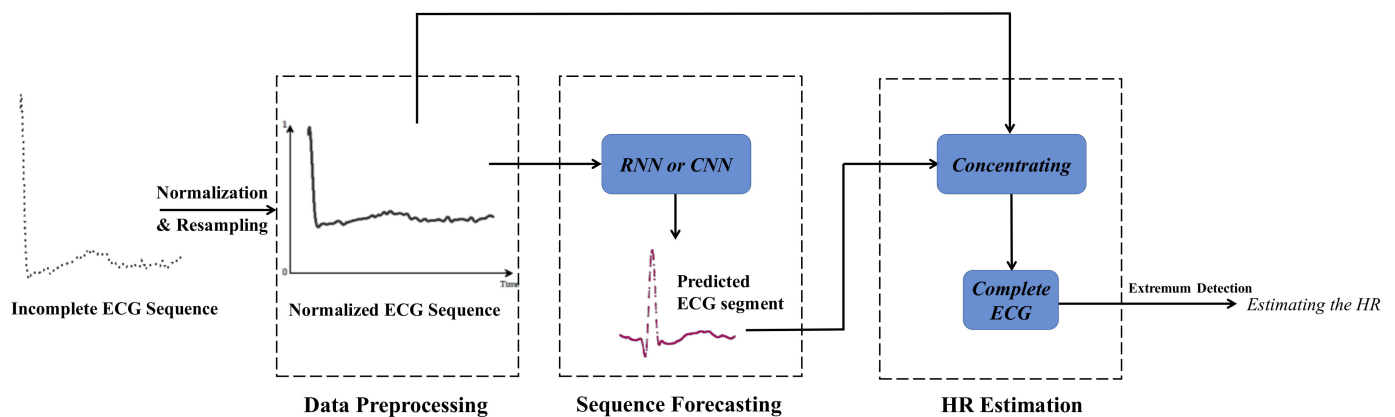 Incomplete ECG Sequence
Normalization
& Resampling
1
0
Time
Normalized ECG Sequence
Data Preprocessing
RNN or CNN
Predicted
ECG segment
Sequence Forecasting
Concentrating
Complete
ECG
HR Estimation
Extremum Detection
Estimating the HR